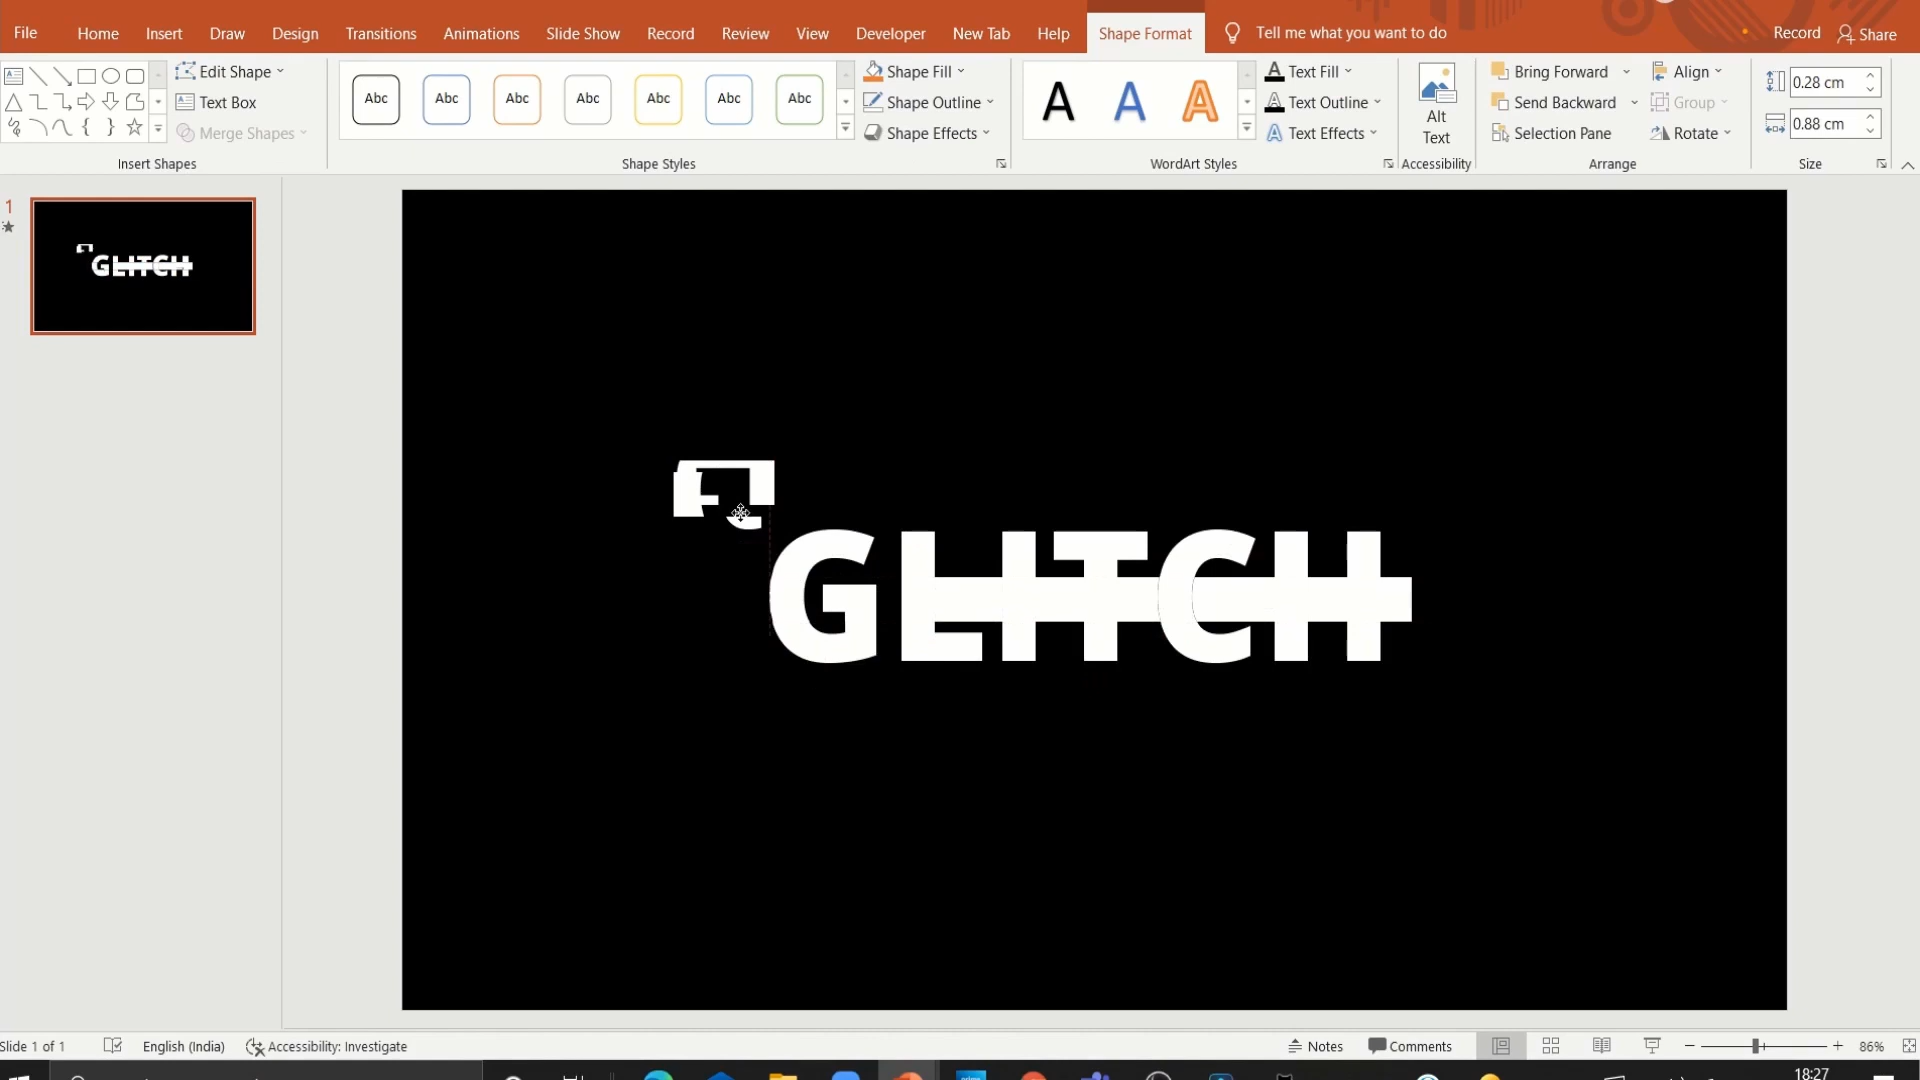 File Home Insert Draw Design Transitions Animations Slide Show Record Review View Developer New Tab Help Shape Format Tell me what you want to do Record Share
Edit Shape
Text Box
Merge Shapes
Insert Shapes
Abc Abc Abc Abc Abc Abc Abc
Shape Styles
Shape Fill
Shape Outline
Shape Effects
A A A
WordArt Styles
Text Fill
Text Outline
Text Effects
Alt
Text
Accessibility
Bring Forward
Send Backward
Selection Pane
Align
Group
Rotate
Arrange
0.28 cm
0.88 cm
Size
1
GLITCH
GLITCH
Slide 1 of 1 English (India) Accessibility: Investigate Notes Comments 86%
18:27